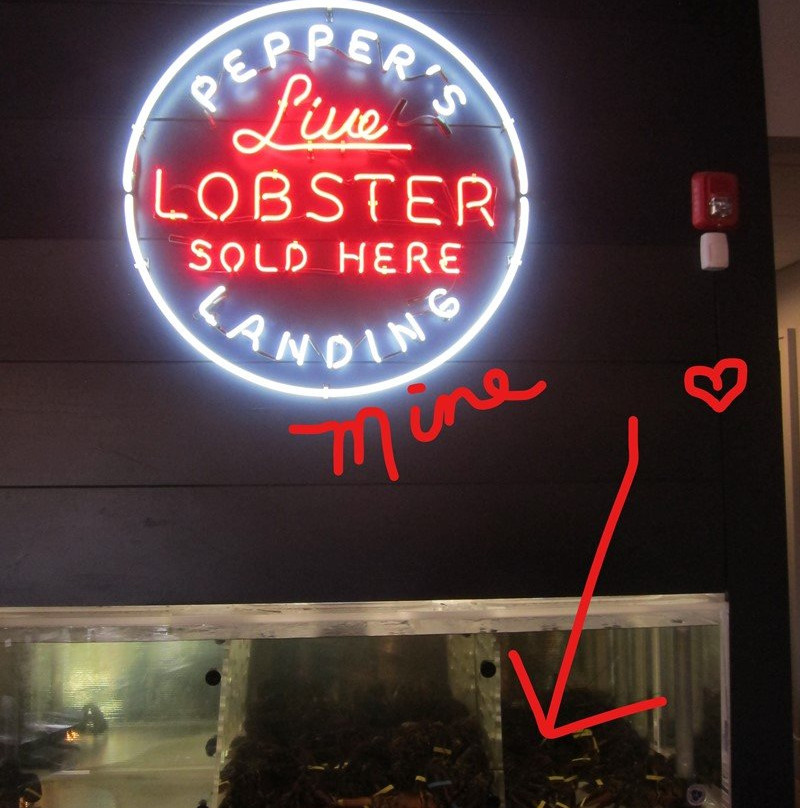 PEPPER'S
Live
LOBSTER
SOLD HERE
LANDING
mine